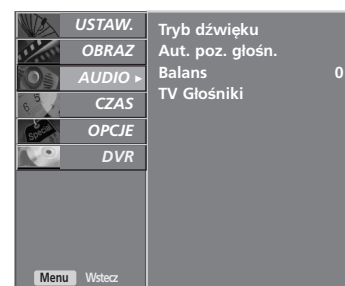 USTAW.
OBRAZ
AUDIO ►
CZAS
OPCJE
DVR
Tryb dźwięku
Aut. poz. głośn.
Balans 0
TV Głośniki
Menu Wstecz